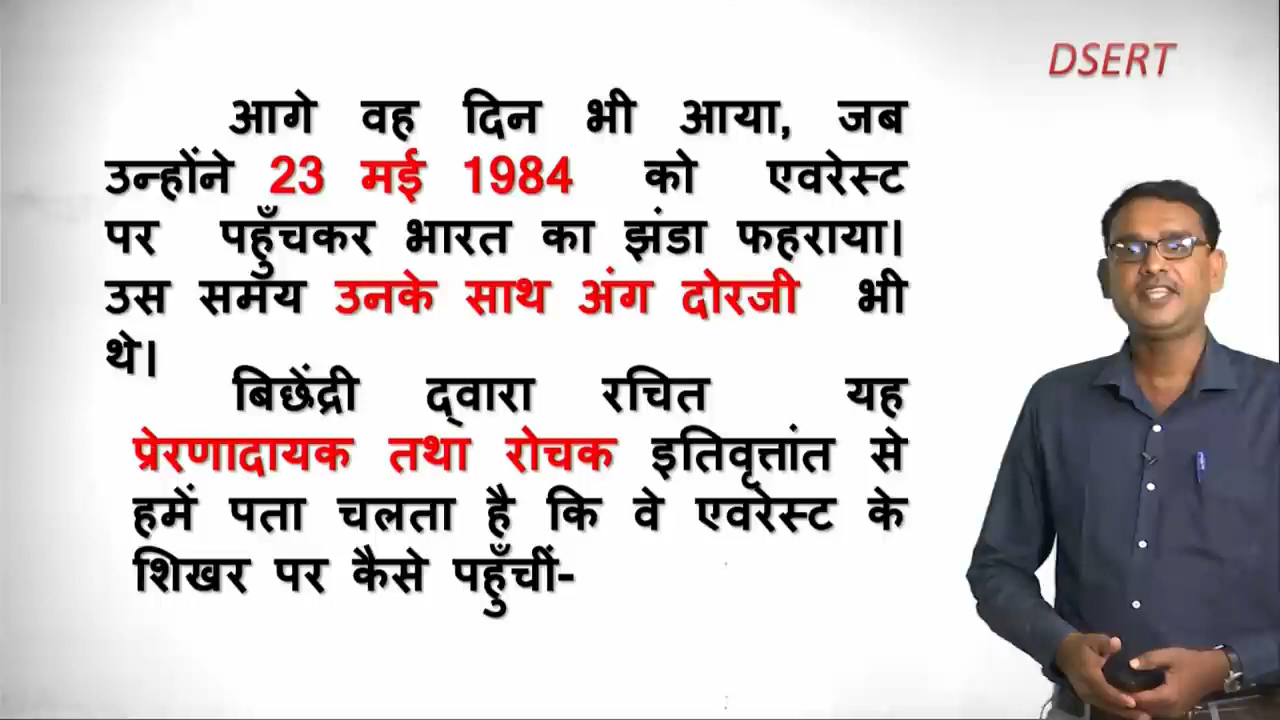 DSERT
आगे वह दिन भी आया, जब
उन्होंने 23 मई 1984 को एवरेस्ट
पर पहुँचकर भारत का झंडा फहराया।
उस समय उनके साथ अंग दोरजी भी
थे।
बिछेंद्री द्वारा रचित यह
प्रेरणादायक तथा रोचक इतिवृत्तांत से
हमें पता चलता है कि वे एवरेस्ट के
शिखर पर कैसे पहुँचीं-